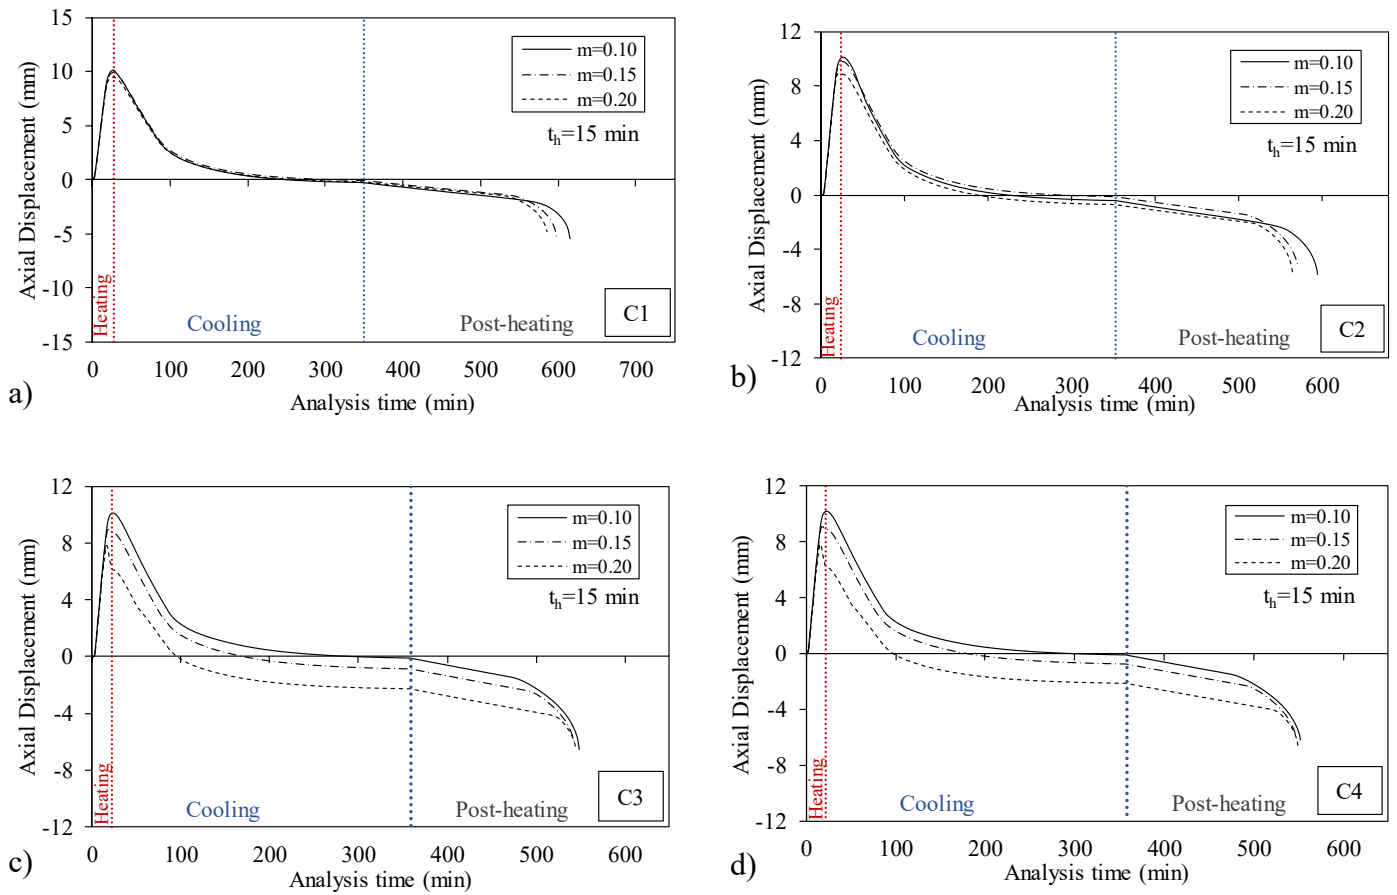 15
10
5
0
-5
-10
-15
Axial Displacement (mm)
m=0.10
m=0.15
m=0.20
t_h=15 min
Heating
Cooling
Post-heating
C1
0 100 200 300 400 500 600 700
Analysis time (min)
a)
12
8
4
0
-4
-8
-12
Axial Displacement (mm)
m=0.10
m=0.15
m=0.20
t_h=15 min
Heating
Cooling
Post-heating
C2
0 100 200 300 400 500 600
Analysis time (min)
b)
12
8
4
0
-4
-8
-12
Axial Displacement (mm)
m=0.10
m=0.15
m=0.20
t_h=15 min
Heating
Cooling
Post-heating
C3
0 100 200 300 400 500 600
Analysis time (min)
c)
12
8
4
0
-4
-8
-12
Axial Displacement (mm)
m=0.10
m=0.15
m=0.20
t_h=15 min
Heating
Cooling
Post-heating
C4
0 100 200 300 400 500 600
Analysis time (min)
d)